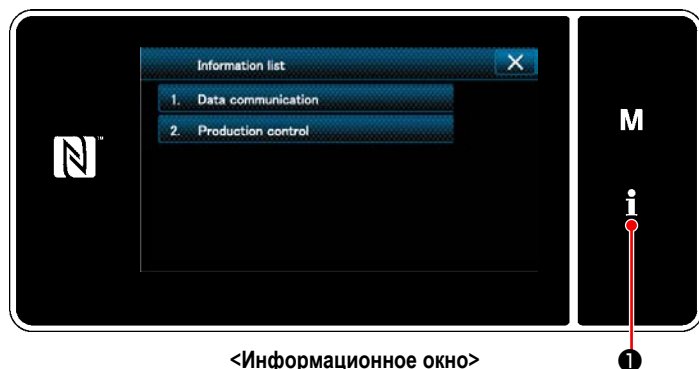 Information list
1. Data communication
2. Production control
M
i
<Информационное окно>
❶